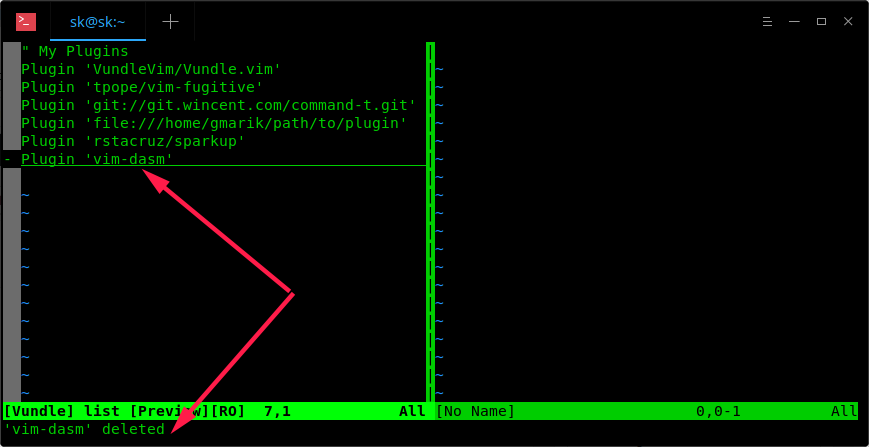 sk@sk:~
" My Plugins
Plugin 'VundleVim/Vundle.vim'
Plugin 'tpope/vim-fugitive'
Plugin 'git://git.wincent.com/command-t.git'
Plugin 'file:///home/gmarik/path/to/plugin'
Plugin 'rstacruz/sparkup'
- Plugin 'vim-dasm'
[Vundle] list [Preview][RO] 7,1 All [No Name] 0,0-1 All
'vim-dasm' deleted